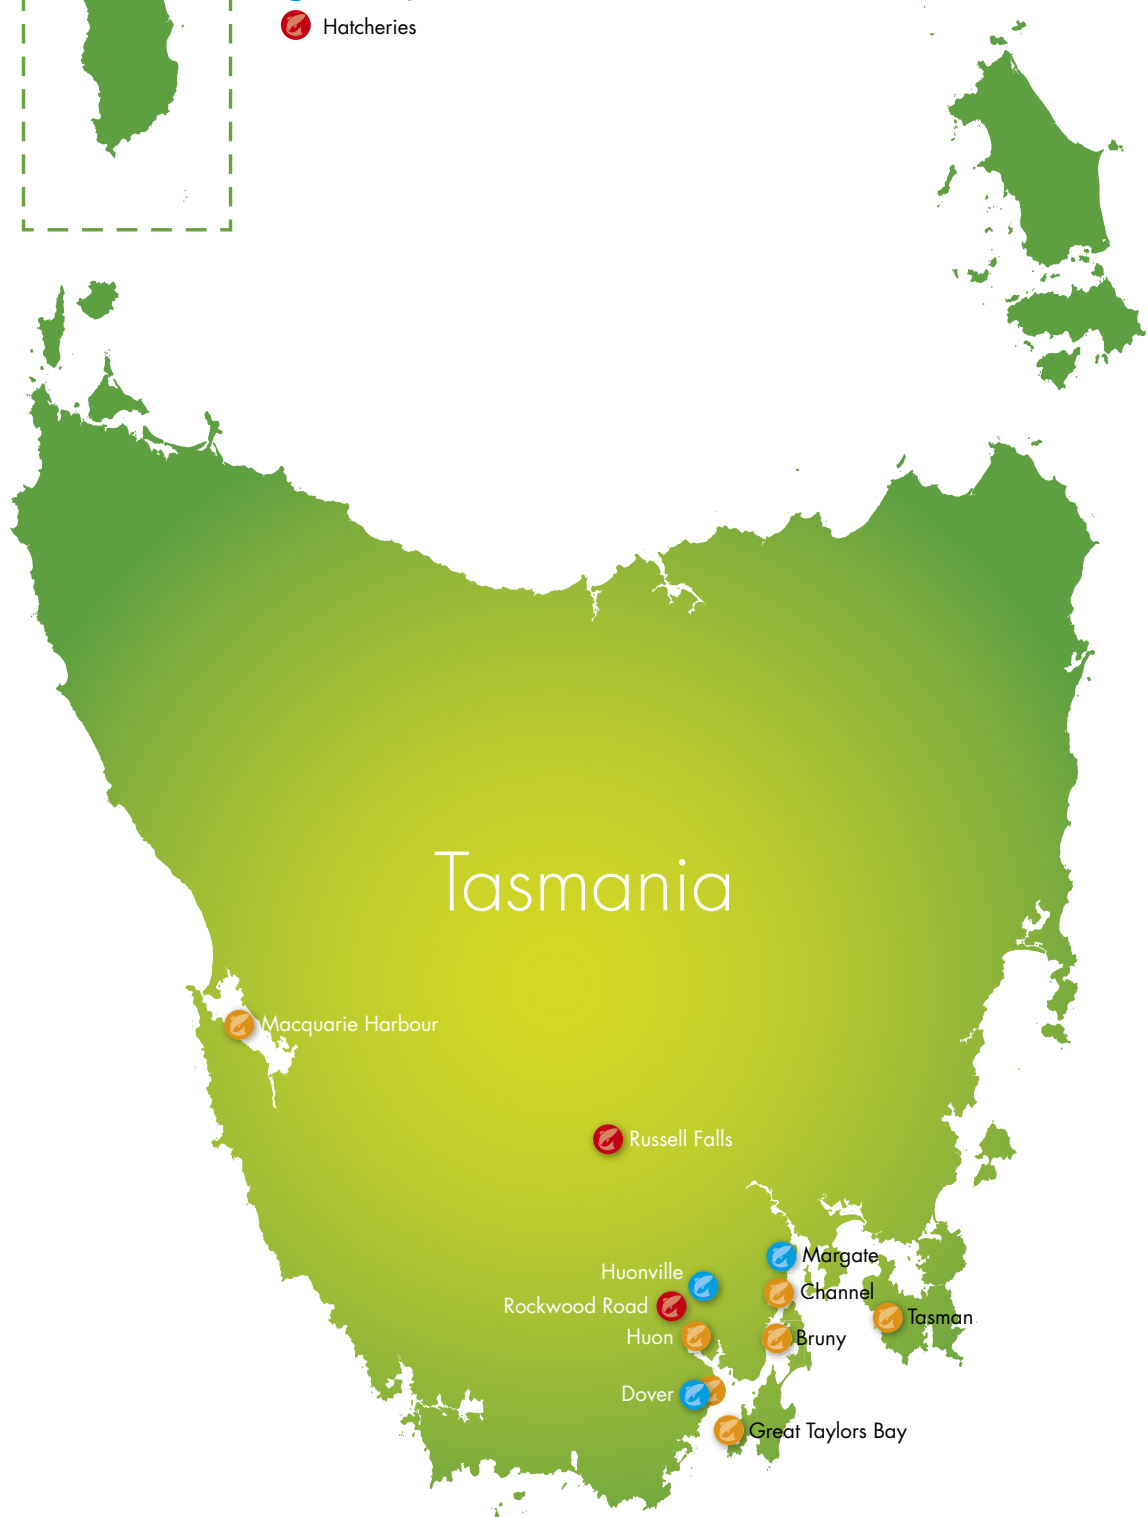 Hatcheries
Tasmania
Macquarie Harbour
Russell Falls
Margate
Huonville
Channel
Rockwood Road
Tasman
Huon
Bruny
Dover
Great Taylors Bay